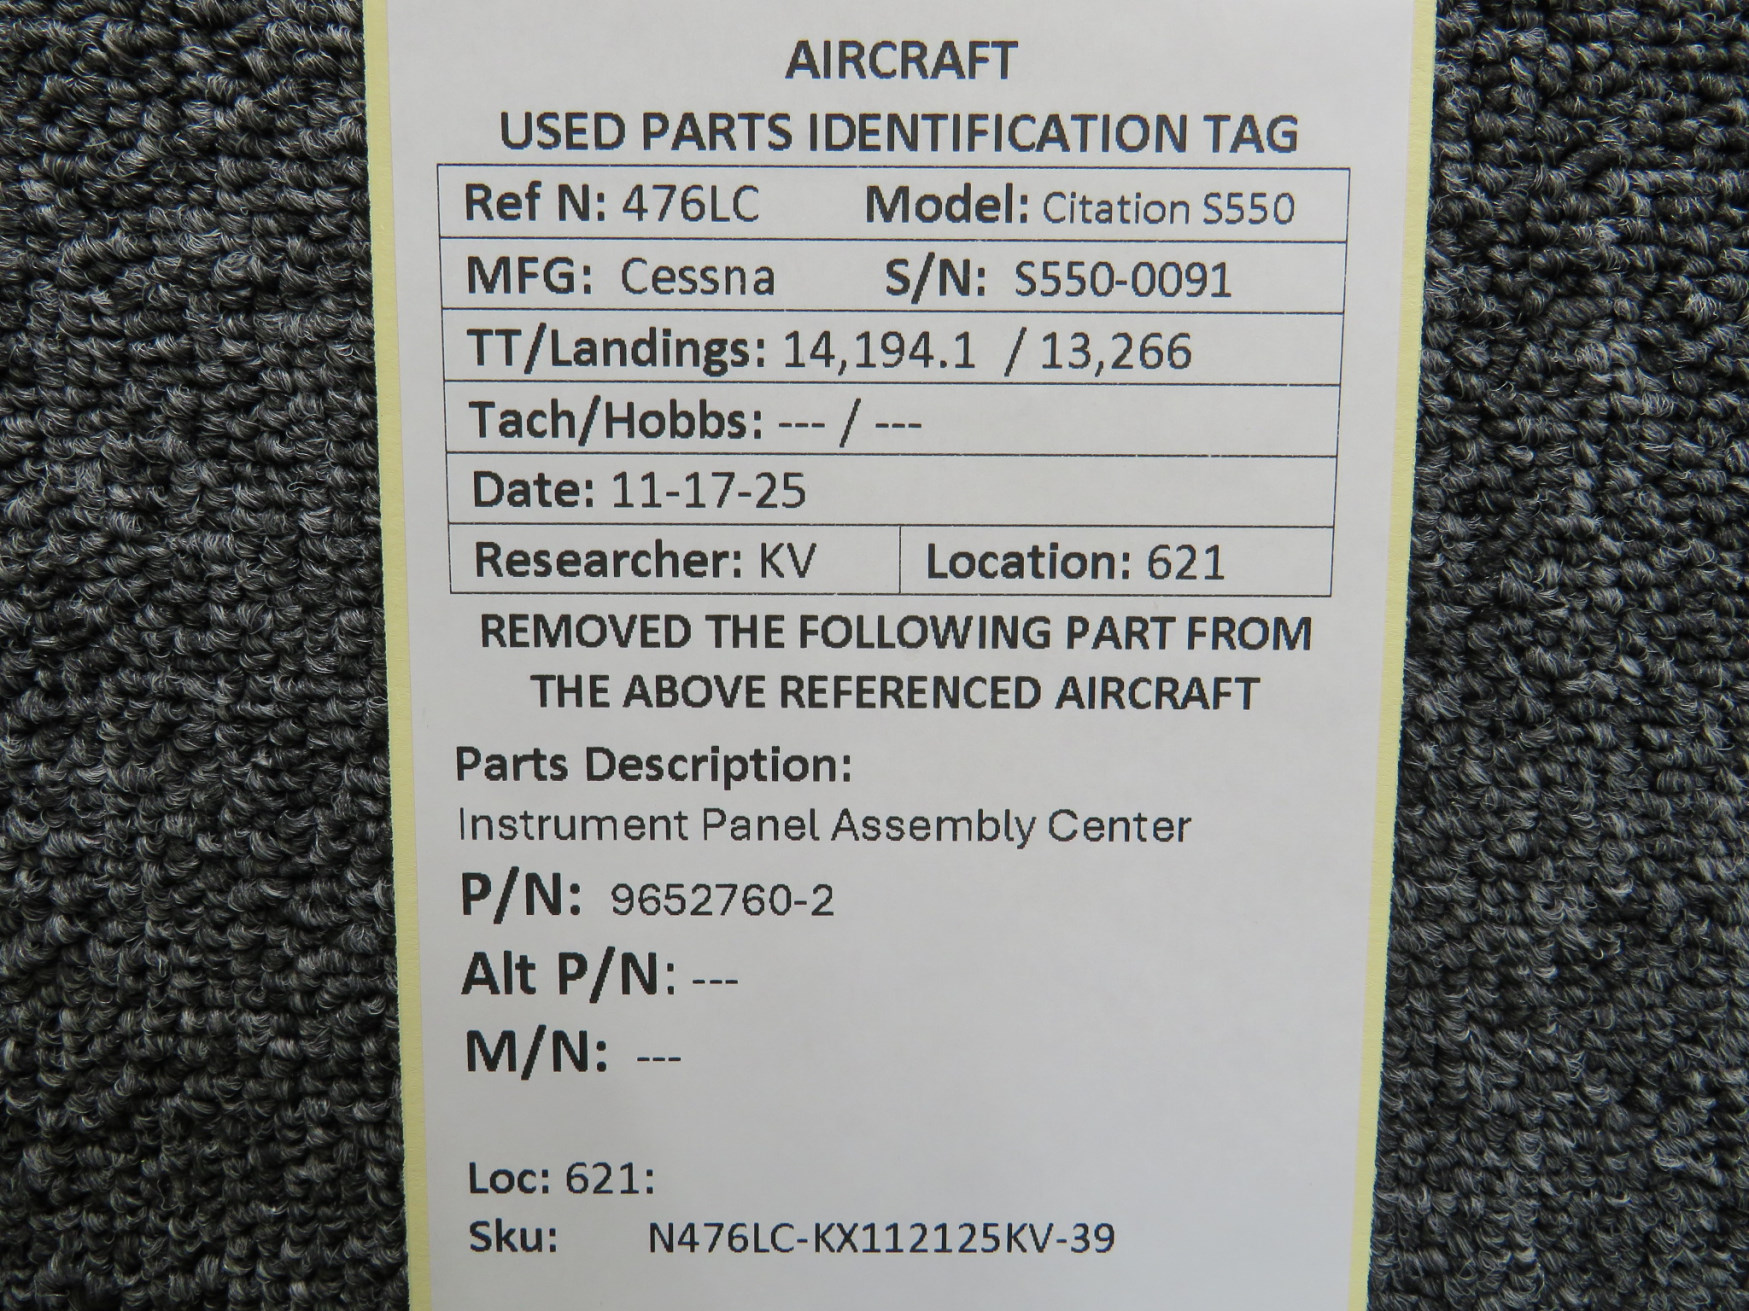 AIRCRAFT
USED PARTS IDENTIFICATION TAG
Ref N: 476LC Model: Citation S550
MFG: Cessna S/N: S550-0091
TT/Landings: 14,194.1 / 13,266
Tach/Hobbs: --- / ---
Date: 11-17-25
Researcher: KV Location: 621
REMOVED THE FOLLOWING PART FROM
THE ABOVE REFERENCED AIRCRAFT
Parts Description:
Instrument Panel Assembly Center
P/N: 9652760-2
Alt P/N: ---
M/N: ---
Loc: 621:
Sku: N476LC-KX112125KV-39